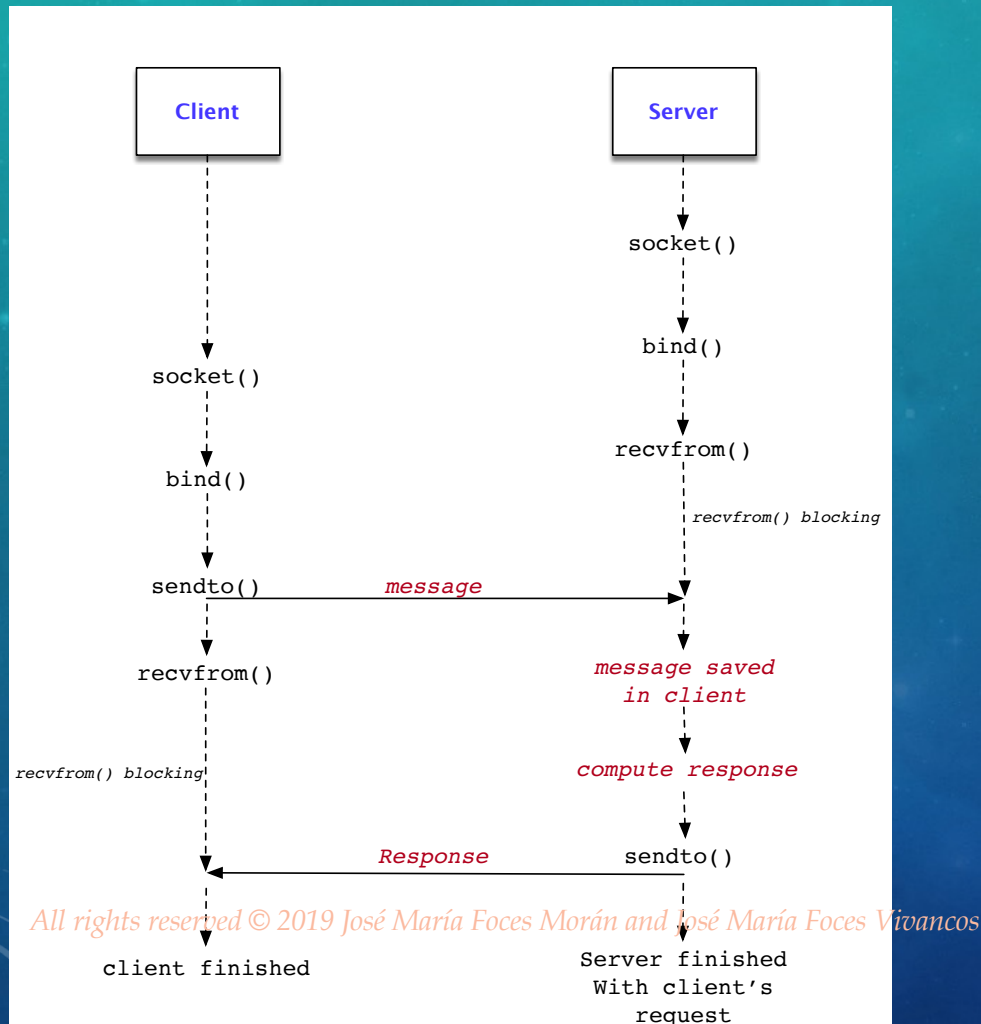 Client
Server
socket()
bind()
socket()
recvfrom()
bind()
recvfrom() blocking
sendto()
message
recvfrom()
message saved
in client
recvfrom() blocking
compute response
Response
sendto()
All rights reserved © 2019 José María Foces Morán and José María Foces Vivancos
client finished
Server finished
With client's
request